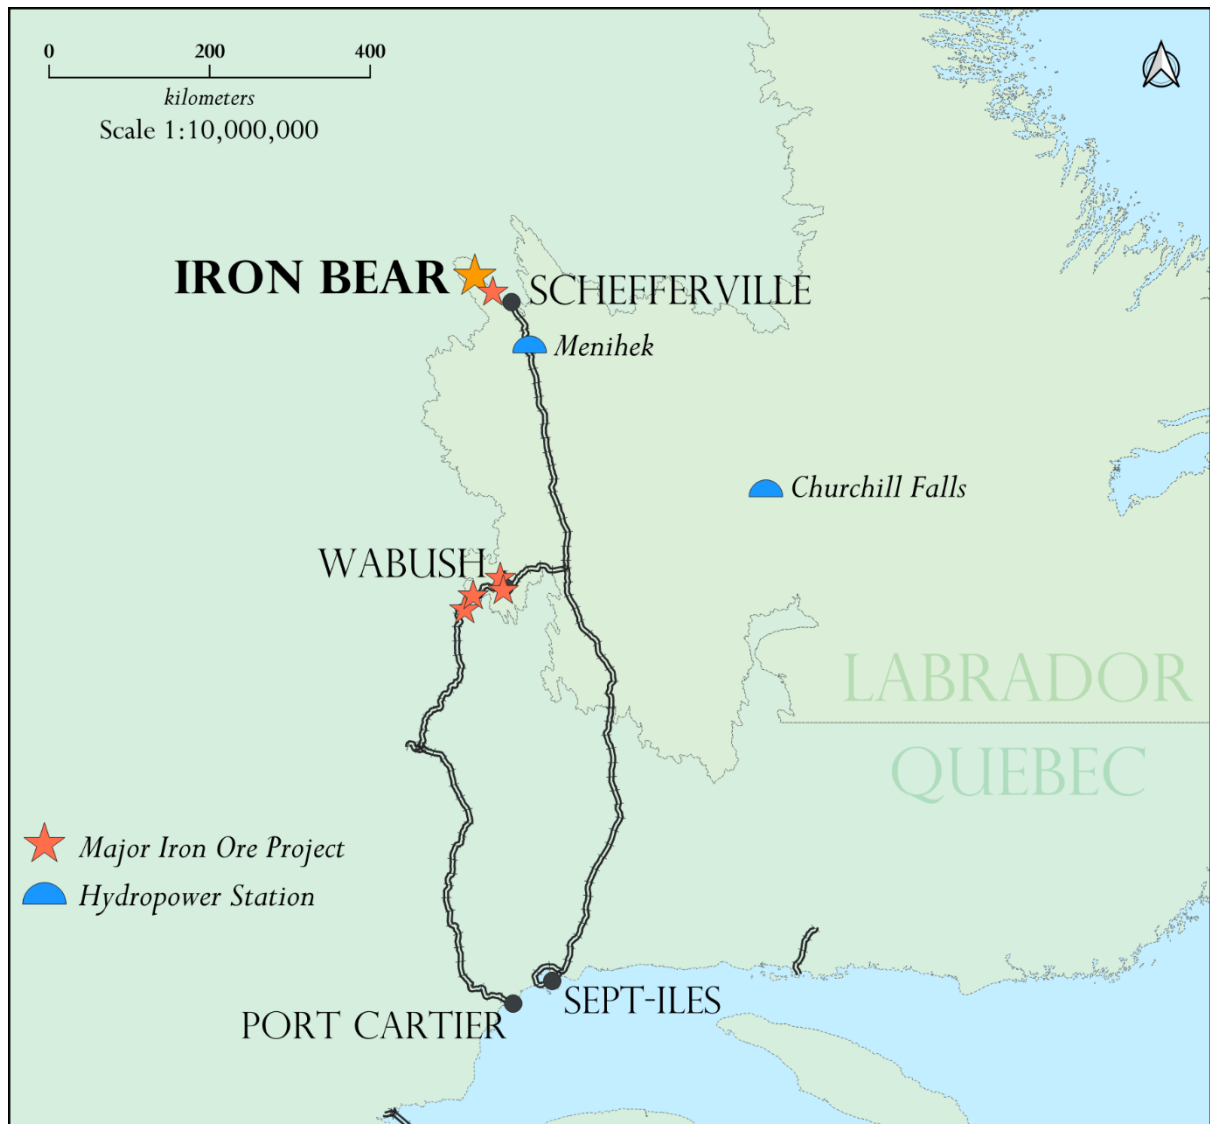 0 200 400
kilometers
Scale 1:10,000,000
IRON BEAR
SCHEFFERVILLE
Menihek
Churchill Falls
WABUSH
LABRADOR
QUEBEC
Major Iron Ore Project
Hydropower Station
SEPT-ILES
PORT CARTIER